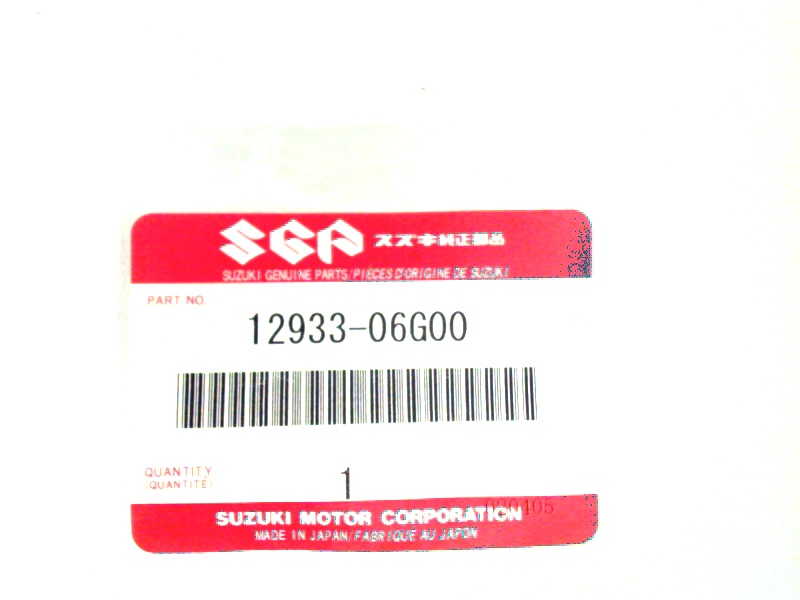 SGP スズキ純正部品
SUZUKI GENUINE PARTS/PIECES D'ORIGINE DE SUZUKI
PART NO.
12933-06G00
QUANTITY
(QUANTITÉ)
1
020405
SUZUKI MOTOR CORPORATION
MADE IN JAPAN/FABRIQUE AU JAPON